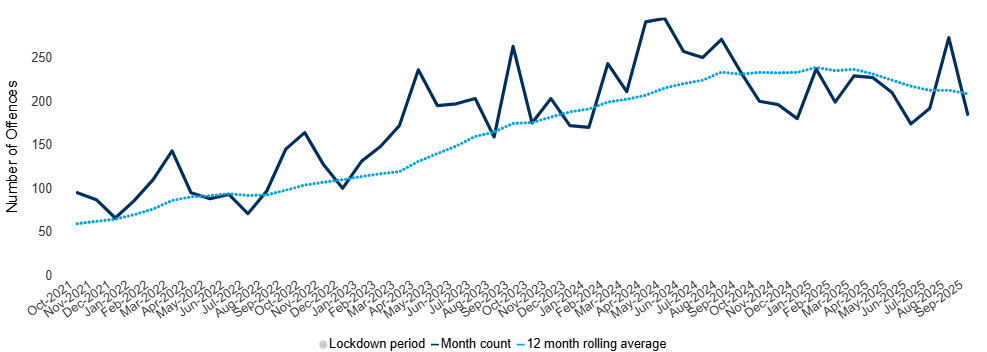 Number of Offences
250
200
150
100
50
0
Oct-2021
Nov-2021
Dec-2021
Jan-2022
Feb-2022
Mar-2022
Apr-2022
May-2022
Jun-2022
Jul-2022
Aug-2022
Sep-2022
Oct-2022
Nov-2022
Dec-2022
Jan-2023
Feb-2023
Mar-2023
Apr-2023
May-2023
Jun-2023
Jul-2023
Aug-2023
Sep-2023
Oct-2023
Nov-2023
Dec-2023
Jan-2024
Feb-2024
Mar-2024
Apr-2024
May-2024
Jun-2024
Jul-2024
Aug-2024
Sep-2024
Oct-2024
Nov-2024
Dec-2024
Jan-2025
Feb-2025
Mar-2025
Apr-2025
May-2025
Jun-2025
Jul-2025
Aug-2025
Sep-2025
Lockdown period Month count 12 month rolling average